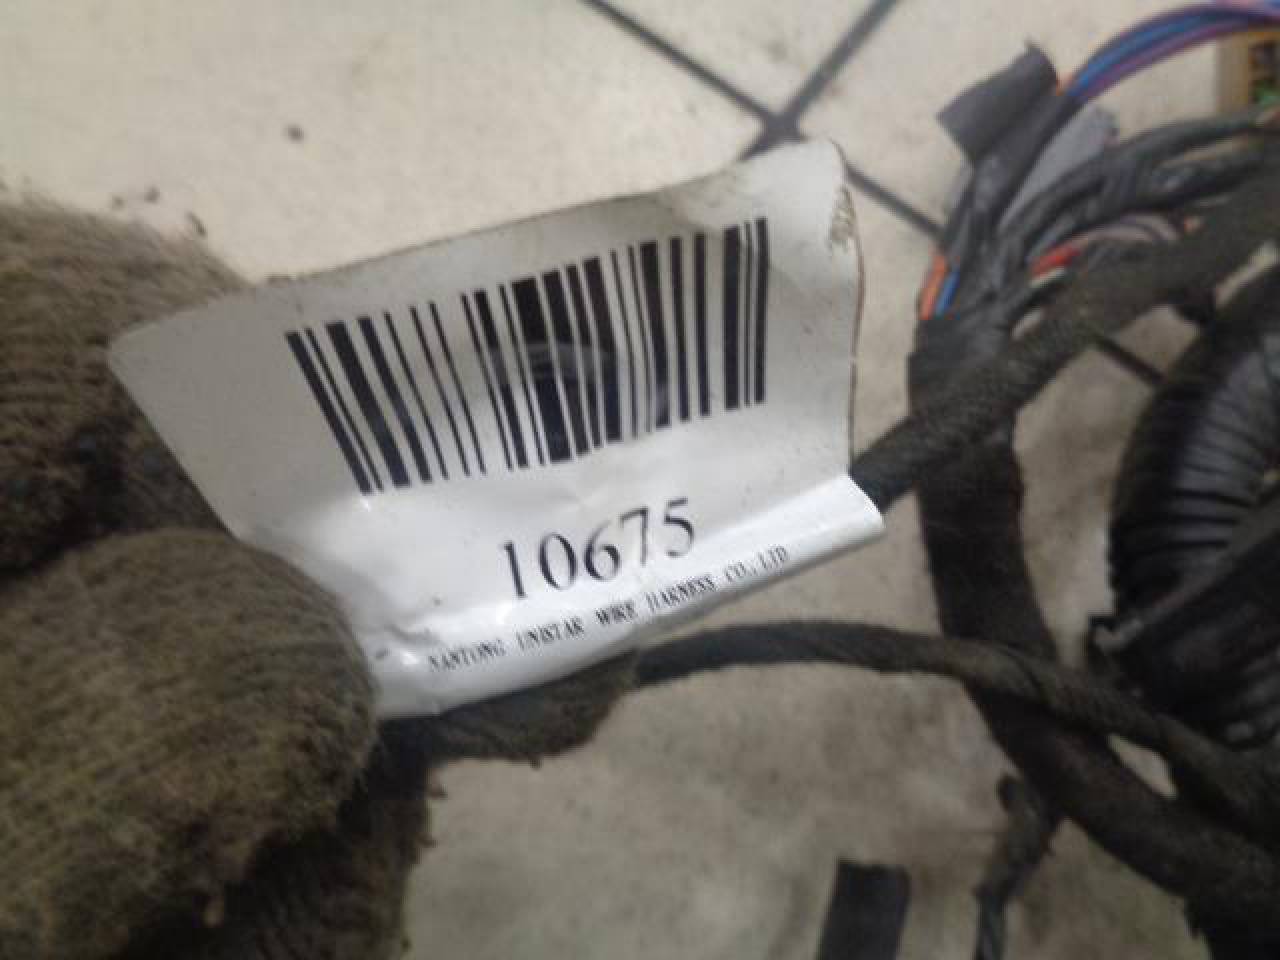 10675
NANTONG UNISTAR WIRE HARNESS CO., LTD